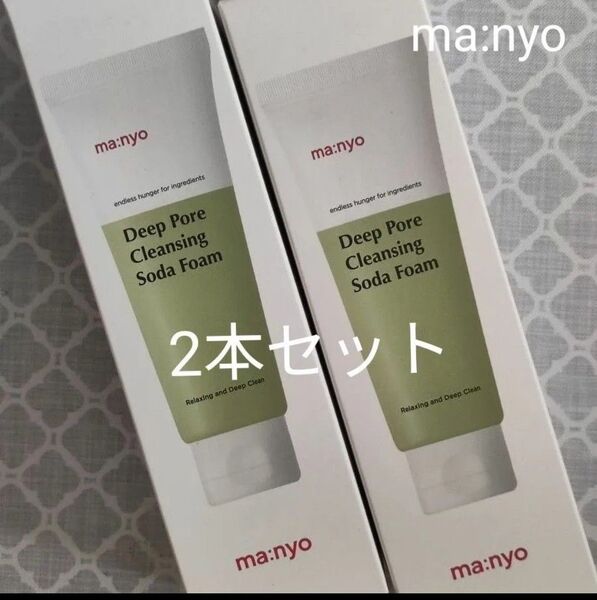 ma:nyo
ma:nyo
endless hunger for ingredients
Deep Pore
Cleansing
Soda Foam
Relaxing and Deep Clean
ma:nyo
ma:nyo
endless hunger for ingredients
Deep Pore
Cleansing
Soda Foam
Relaxing and Deep Clean
ma:nyo
2本セット